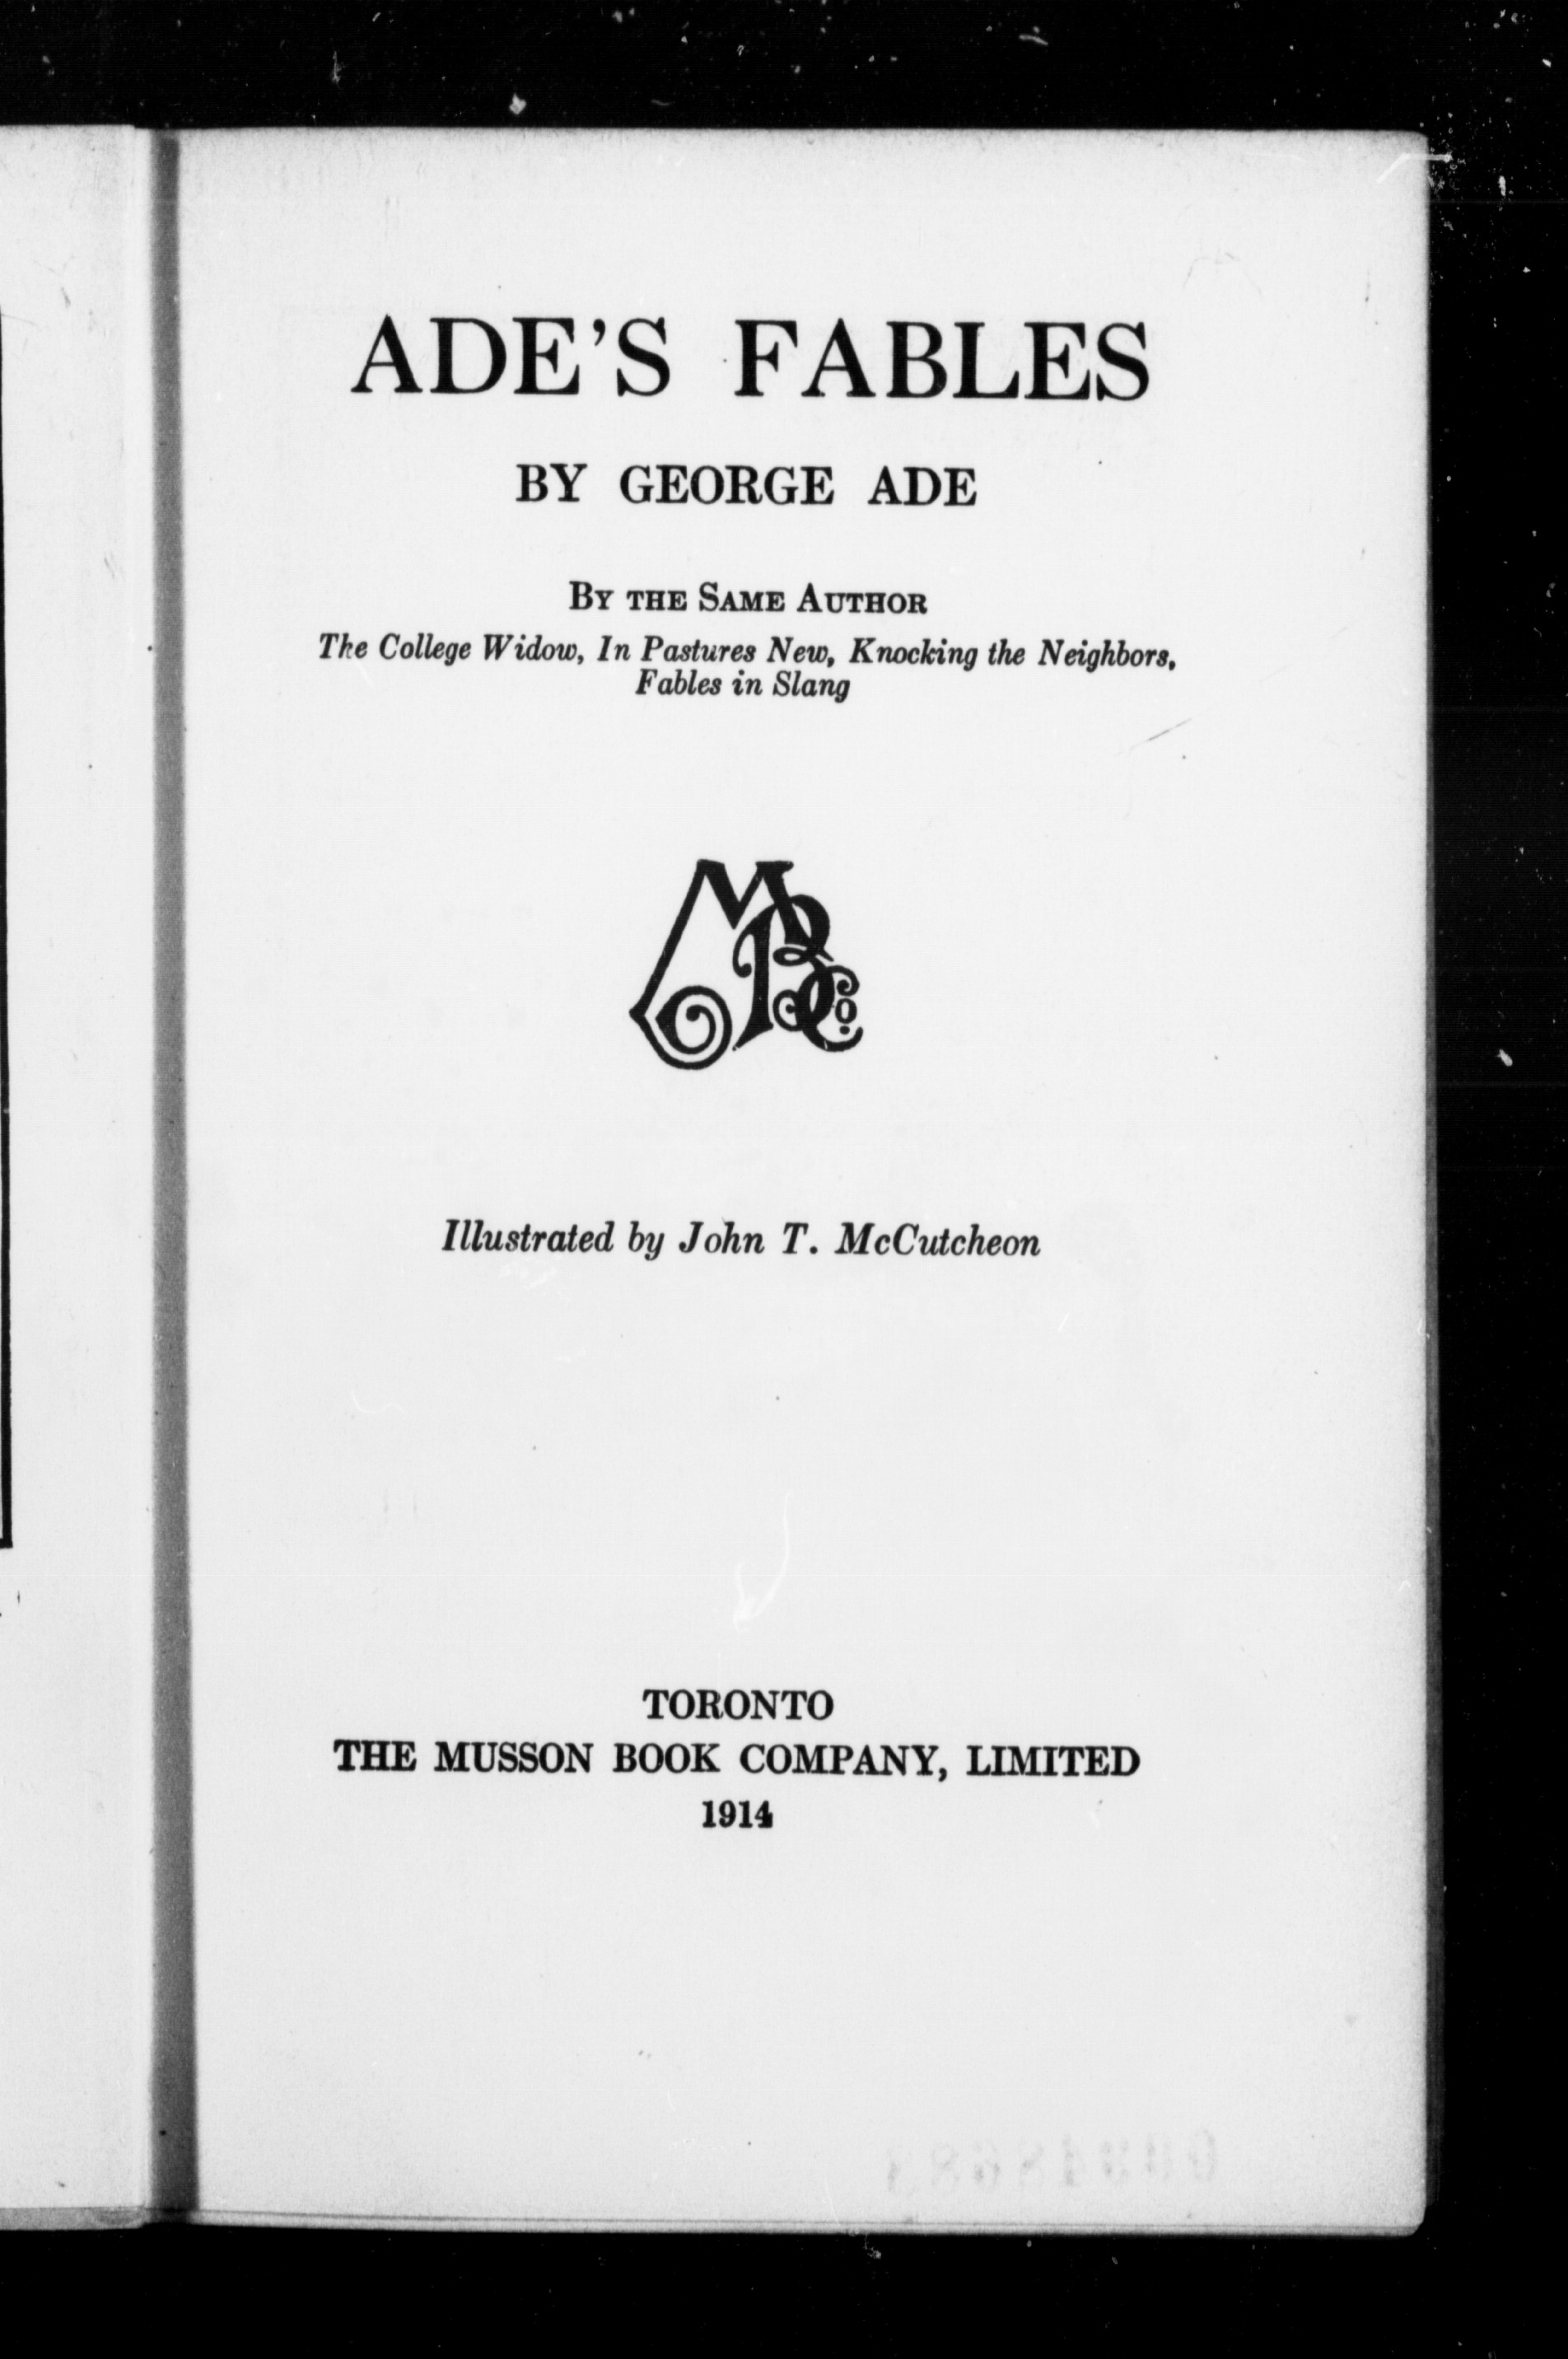 ADE'S FABLES
BY GEORGE ADE
BY THE SAME AUTHOR
The College Widow, In Pastures New, Knocking the Neighbors,
Fables in Slang
MBCo.
Illustrated by John T. McCutcheon
TORONTO
THE MUSSON BOOK COMPANY, LIMITED
1914